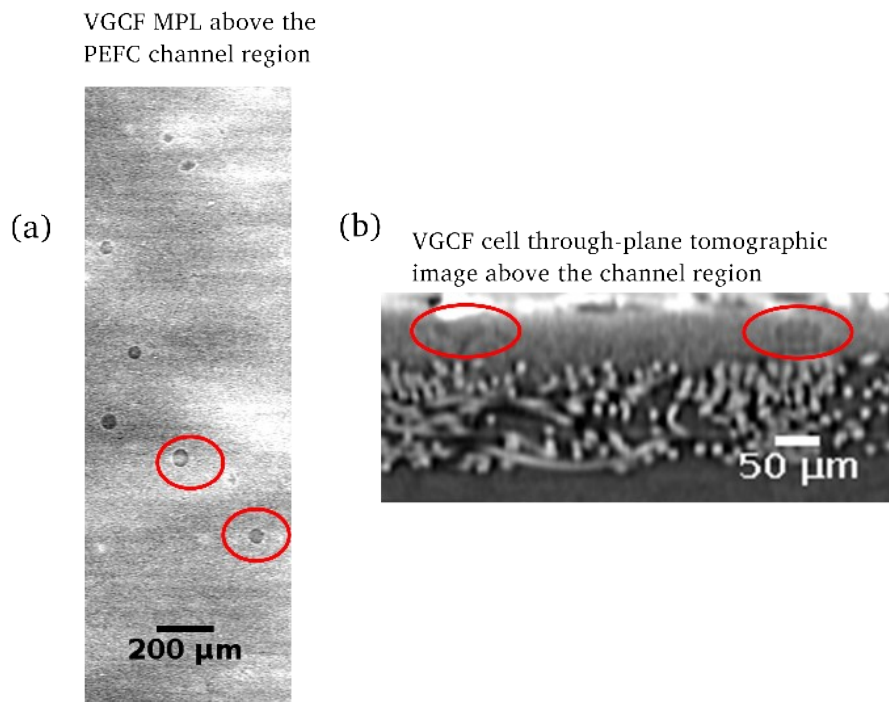 VGCF MPL above the
PEFC channel region
(a)
200 μm
(b)
VGCF cell through-plane tomographic
image above the channel region
50 μm